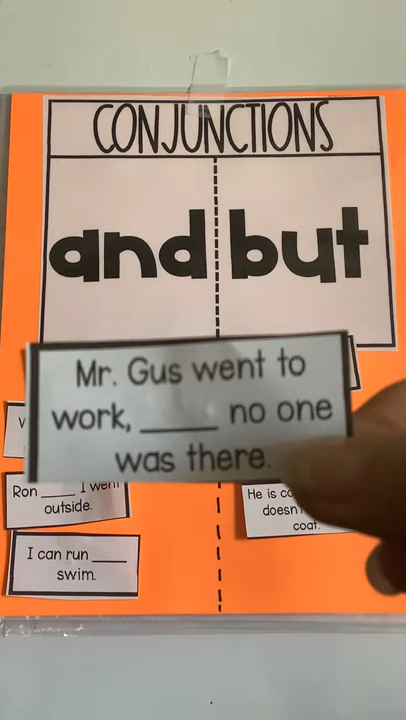 CONJUNCTIONS
and but
Mr. Gus went to
work, _____ no one
was there.
Ron _____ I went
outside.
He is
doesn
coat.
I can run _____
swim.